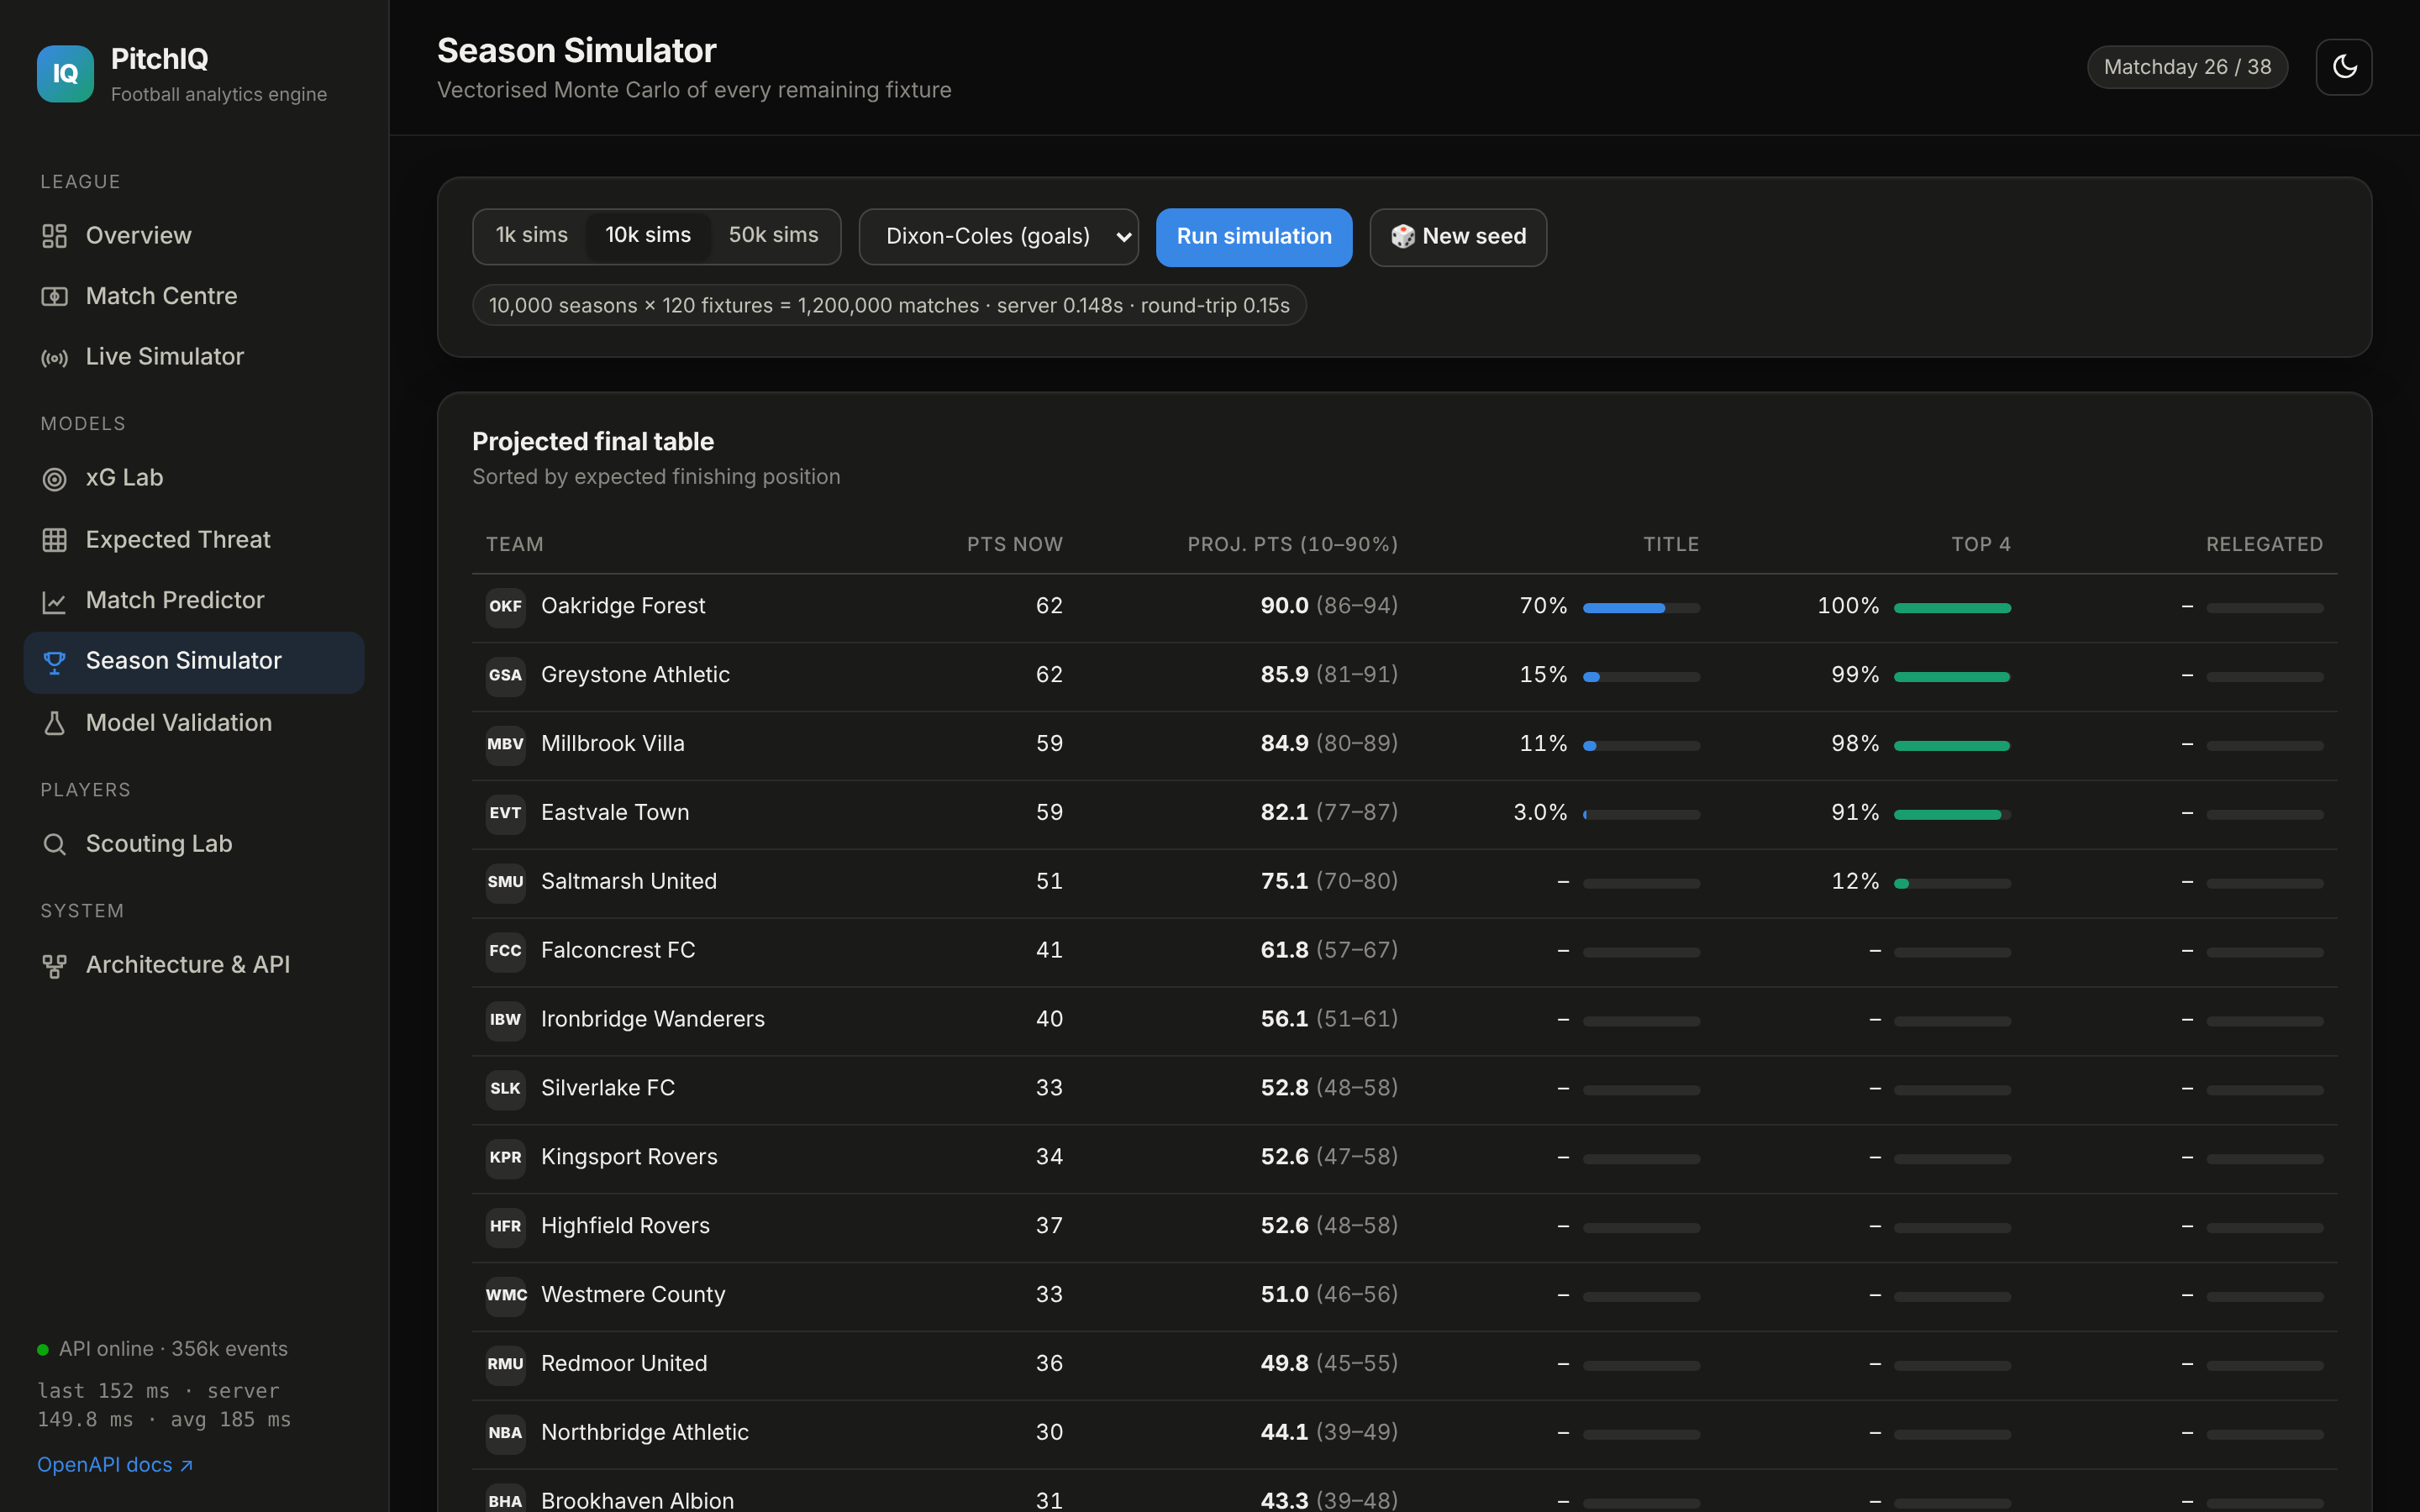 IQ
PitchIQ
Football analytics engine
LEAGUE
Overview
Match Centre
Live Simulator
MODELS
xG Lab
Expected Threat
Match Predictor
Season Simulator
Model Validation
PLAYERS
Scouting Lab
SYSTEM
Architecture & API
API online · 356k events
last 152 ms · server
149.8 ms · avg 185 ms
OpenAPI docs ↗
Season Simulator
Vectorised Monte Carlo of every remaining fixture
Matchday 26 / 38
1k sims 10k sims 50k sims Dixon-Coles (goals) Run simulation 🎲 New seed
10,000 seasons × 120 fixtures = 1,200,000 matches · server 0.148s · round-trip 0.15s
Projected final table
Sorted by expected finishing position
TEAM PTS NOW PROJ. PTS (10–90%) TITLE TOP 4 RELEGATED
OKF Oakridge Forest 62 90.0 (86–94) 70% 100% –
GSA Greystone Athletic 62 85.9 (81–91) 15% 99% –
MBV Millbrook Villa 59 84.9 (80–89) 11% 98% –
EVT Eastvale Town 59 82.1 (77–87) 3.0% 91% –
SMU Saltmarsh United 51 75.1 (70–80) – 12% –
FCC Falconcrest FC 41 61.8 (57–67) – – –
IBW Ironbridge Wanderers 40 56.1 (51–61) – – –
SLK Silverlake FC 33 52.8 (48–58) – – –
KPR Kingsport Rovers 34 52.6 (47–58) – – –
HFR Highfield Rovers 37 52.6 (48–58) – – –
WMC Westmere County 33 51.0 (46–56) – – –
RMU Redmoor United 36 49.8 (45–55) – – –
NBA Northbridge Athletic 30 44.1 (39–49) – – –
BHA Brookhaven Albion 31 43.3 (39–48) – – –